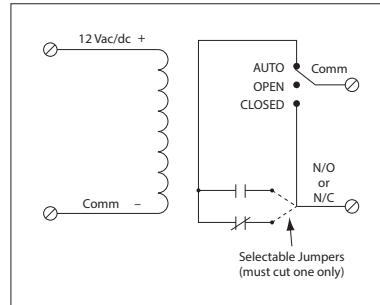 12 Vac/dc +
AUTO
Comm
OPEN
CLOSED
N/O
or
N/C
Comm –
Selectable Jumpers
(must cut one only)